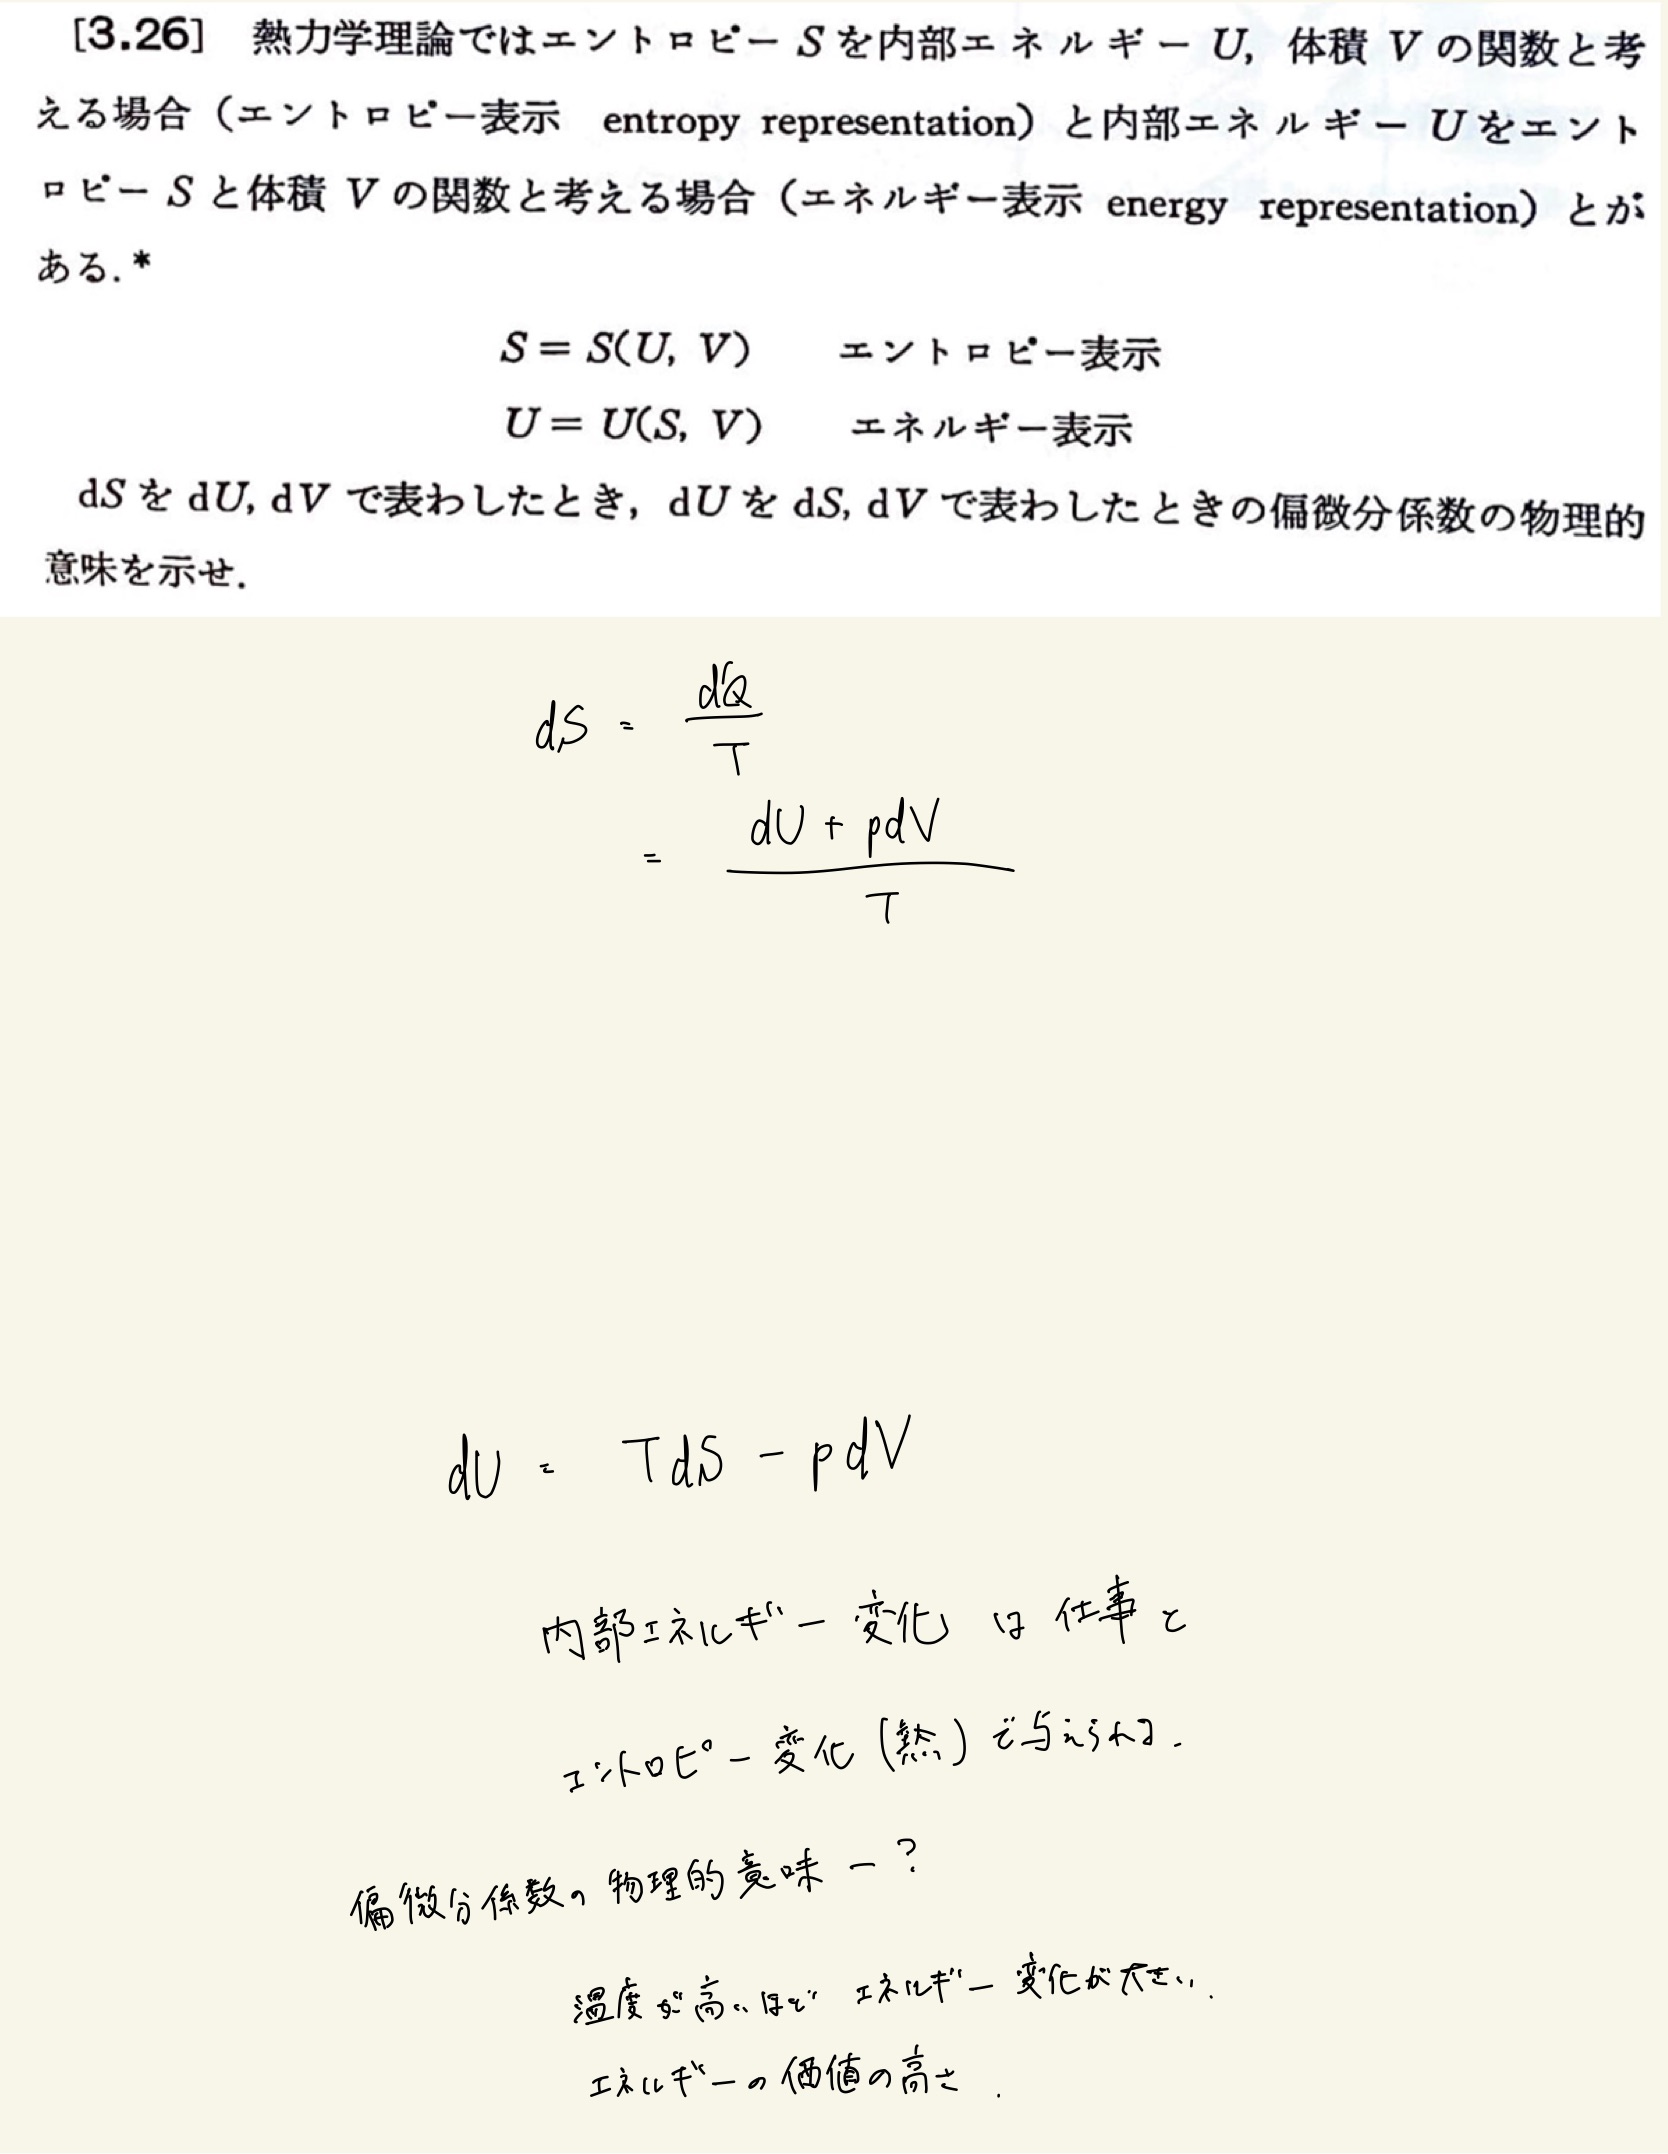 [3.26] 熱力学理論ではエントロピー S を内部エネルギー U, 体積 V の関数と考
える場合（エントロピー表示 entropy representation）と内部エネルギー U をエント
ロピー S と体積 V の関数と考える場合（エネルギー表示 energy representation）とが
ある.*
S = S(U, V) エントロピー表示
U = U(S, V) エネルギー表示
dS を dU, dV で表わしたとき, dU を dS, dV で表わしたときの偏微分係数の物理的
意味を示せ.
dS = d'Q / T
= (dU + pdV) / T
dU = TdS - pdV
内部エネルギー変化は仕事と
エントロピー変化(熱)で与えられる.
偏微分係数の物理的意味ー?
温度が高いほどエネルギー変化が大きい.
エネルギーの価値の高さ.